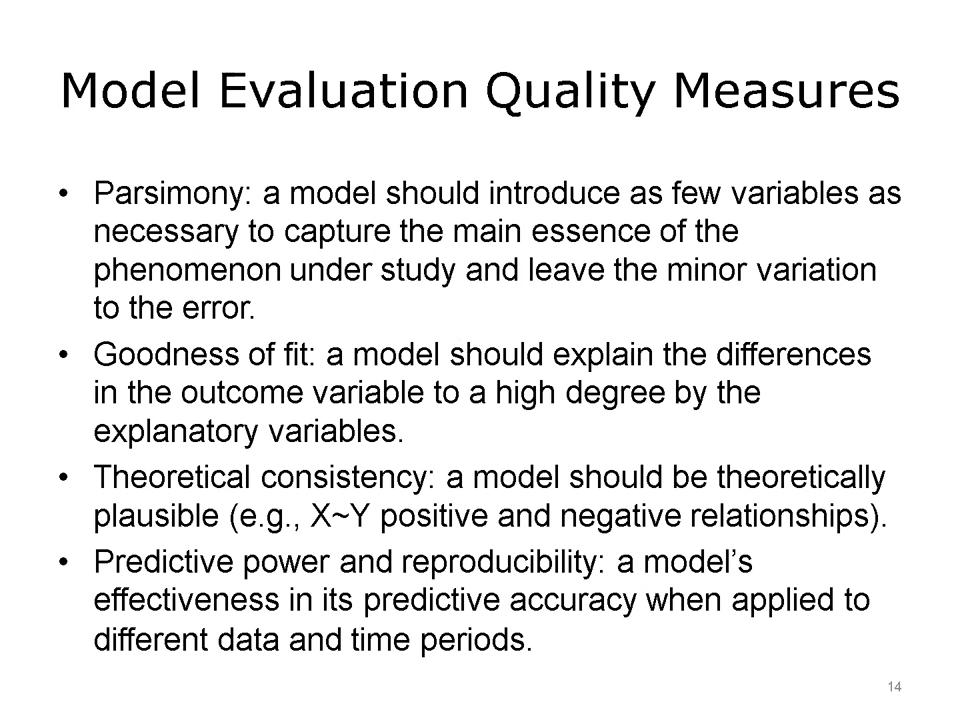 Model Evaluation Quality Measures
• Parsimony: a model should introduce as few variables as
necessary to capture the main essence of the
phenomenon under study and leave the minor variation
to the error.
• Goodness of fit: a model should explain the differences
in the outcome variable to a high degree by the
explanatory variables.
• Theoretical consistency: a model should be theoretically
plausible (e.g., X~Y positive and negative relationships).
• Predictive power and reproducibility: a model’s
effectiveness in its predictive accuracy when applied to
different data and time periods.
14